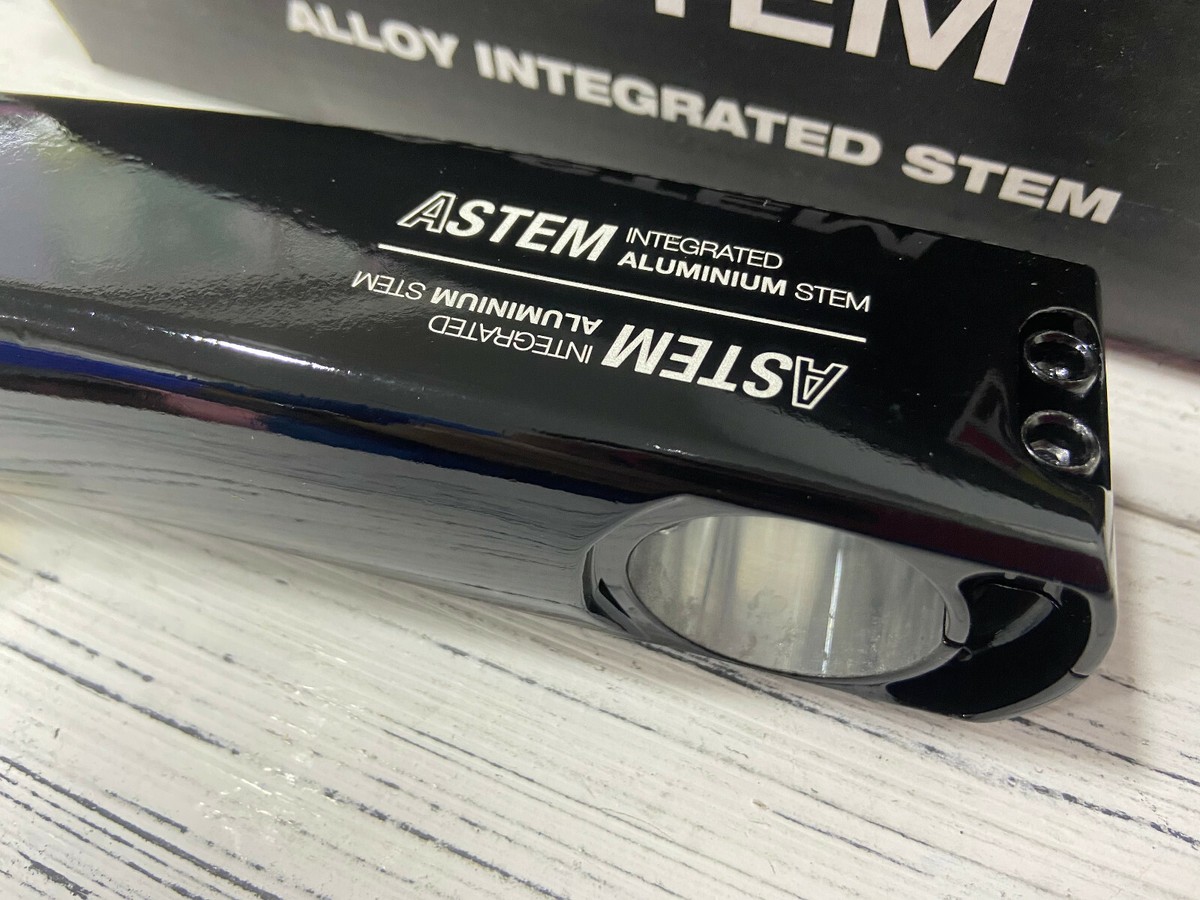 TEM
ALLOY INTEGRATED STEM
ASTEM INTEGRATED
ALUMINIUM STEM
ASTEM INTEGRATED
ALUMINIUM STEM